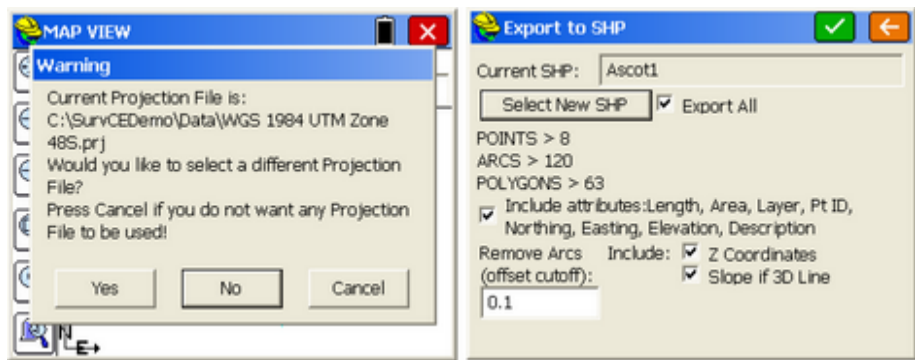 MAP VIEW
Warning
Current Projection File is:
C:\SurvCEDemo\Data\WGS 1984 UTM Zone
48S.prj
Would you like to select a different Projection
File?
Press Cancel if you do not want any Projection
File to be used!
Yes No Cancel
N
E
Export to SHP
Current SHP: Ascot1
Select New SHP Export All
POINTS > 8
ARCS > 120
POLYGONS > 63
Include attributes:Length, Area, Layer, Pt ID,
Northing, Easting, Elevation, Description
Remove Arcs Include: Z Coordinates
(offset cutoff): Slope if 3D Line
0.1